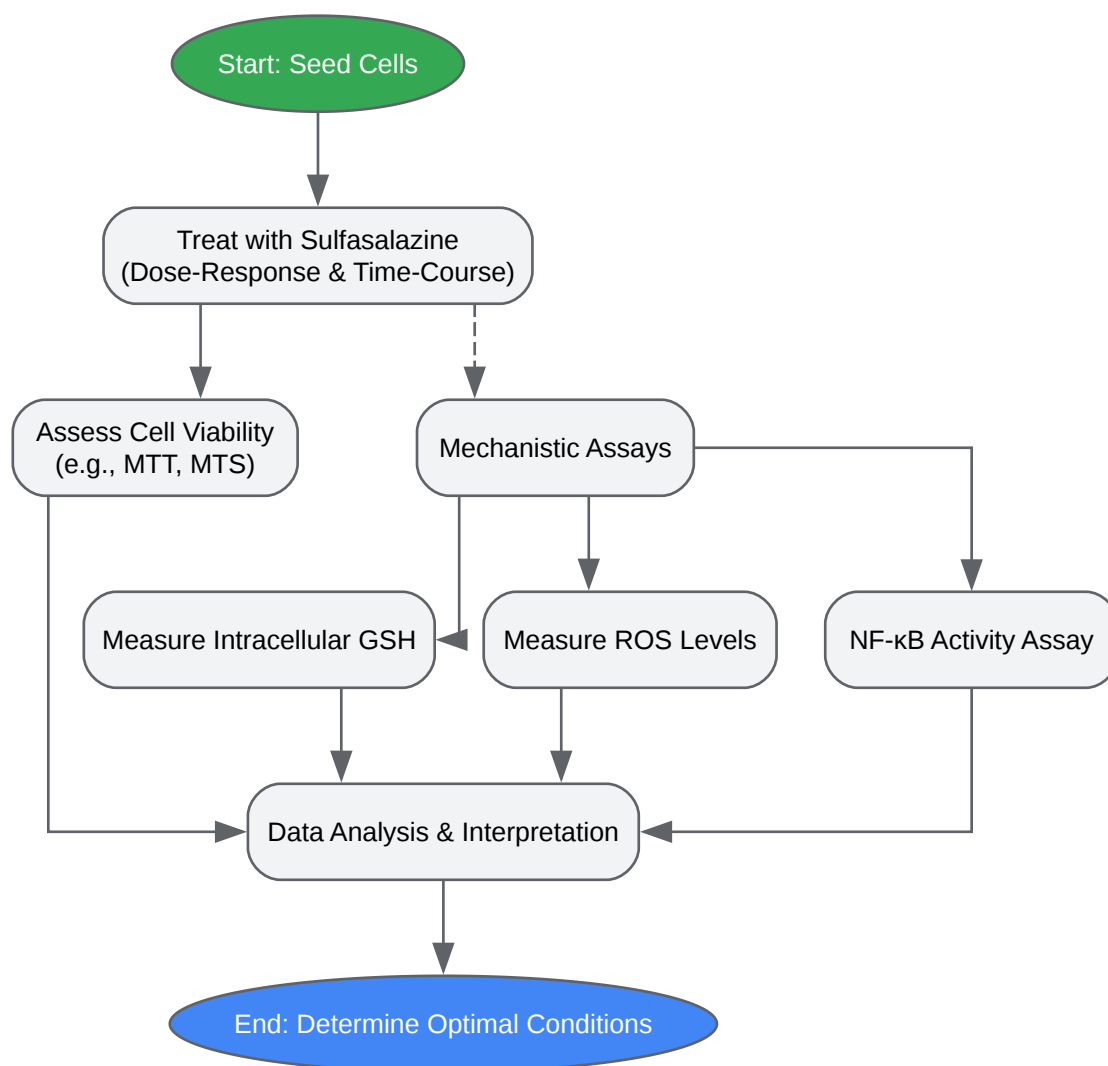 Start: Seed Cells
Treat with Sulfasalazine
(Dose-Response & Time-Course)
Assess Cell Viability
(e.g., MTT, MTS)
Mechanistic Assays
Measure Intracellular GSH
Measure ROS Levels
NF-κB Activity Assay
Data Analysis & Interpretation
End: Determine Optimal Conditions